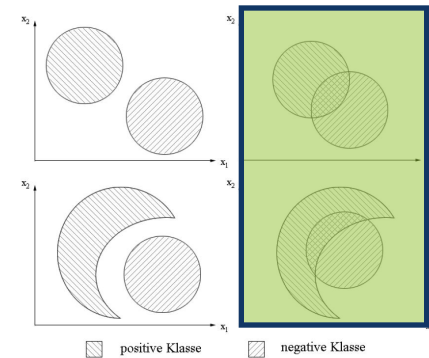 x₂
x₁
x₂
x₂
x₁
x₂
positive Klasse
negative Klasse